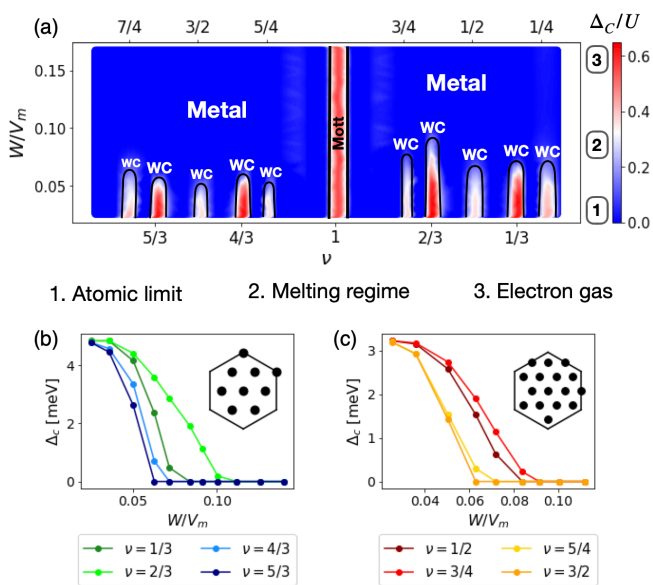 (a) 7/4 3/2 5/4 3/4 1/2 1/4 Δ_C/U
W/V_m
0.15
0.10
0.05
Metal
Metal
Mott
WC WC WC WC WC
WC WC WC WC WC
3
2
1
0.6
0.4
0.2
0.0
5/3 4/3 1 2/3 1/3
ν
1. Atomic limit 2. Melting regime 3. Electron gas
(b)
Δ_c [meV]
4
2
0
0.05 0.10
W/V_m
ν = 1/3 ν = 4/3
ν = 2/3 ν = 5/3
(c)
Δ_c [meV]
3
2
1
0
0.04 0.06 0.08 0.10
W/V_m
ν = 1/2 ν = 5/4
ν = 3/4 ν = 3/2